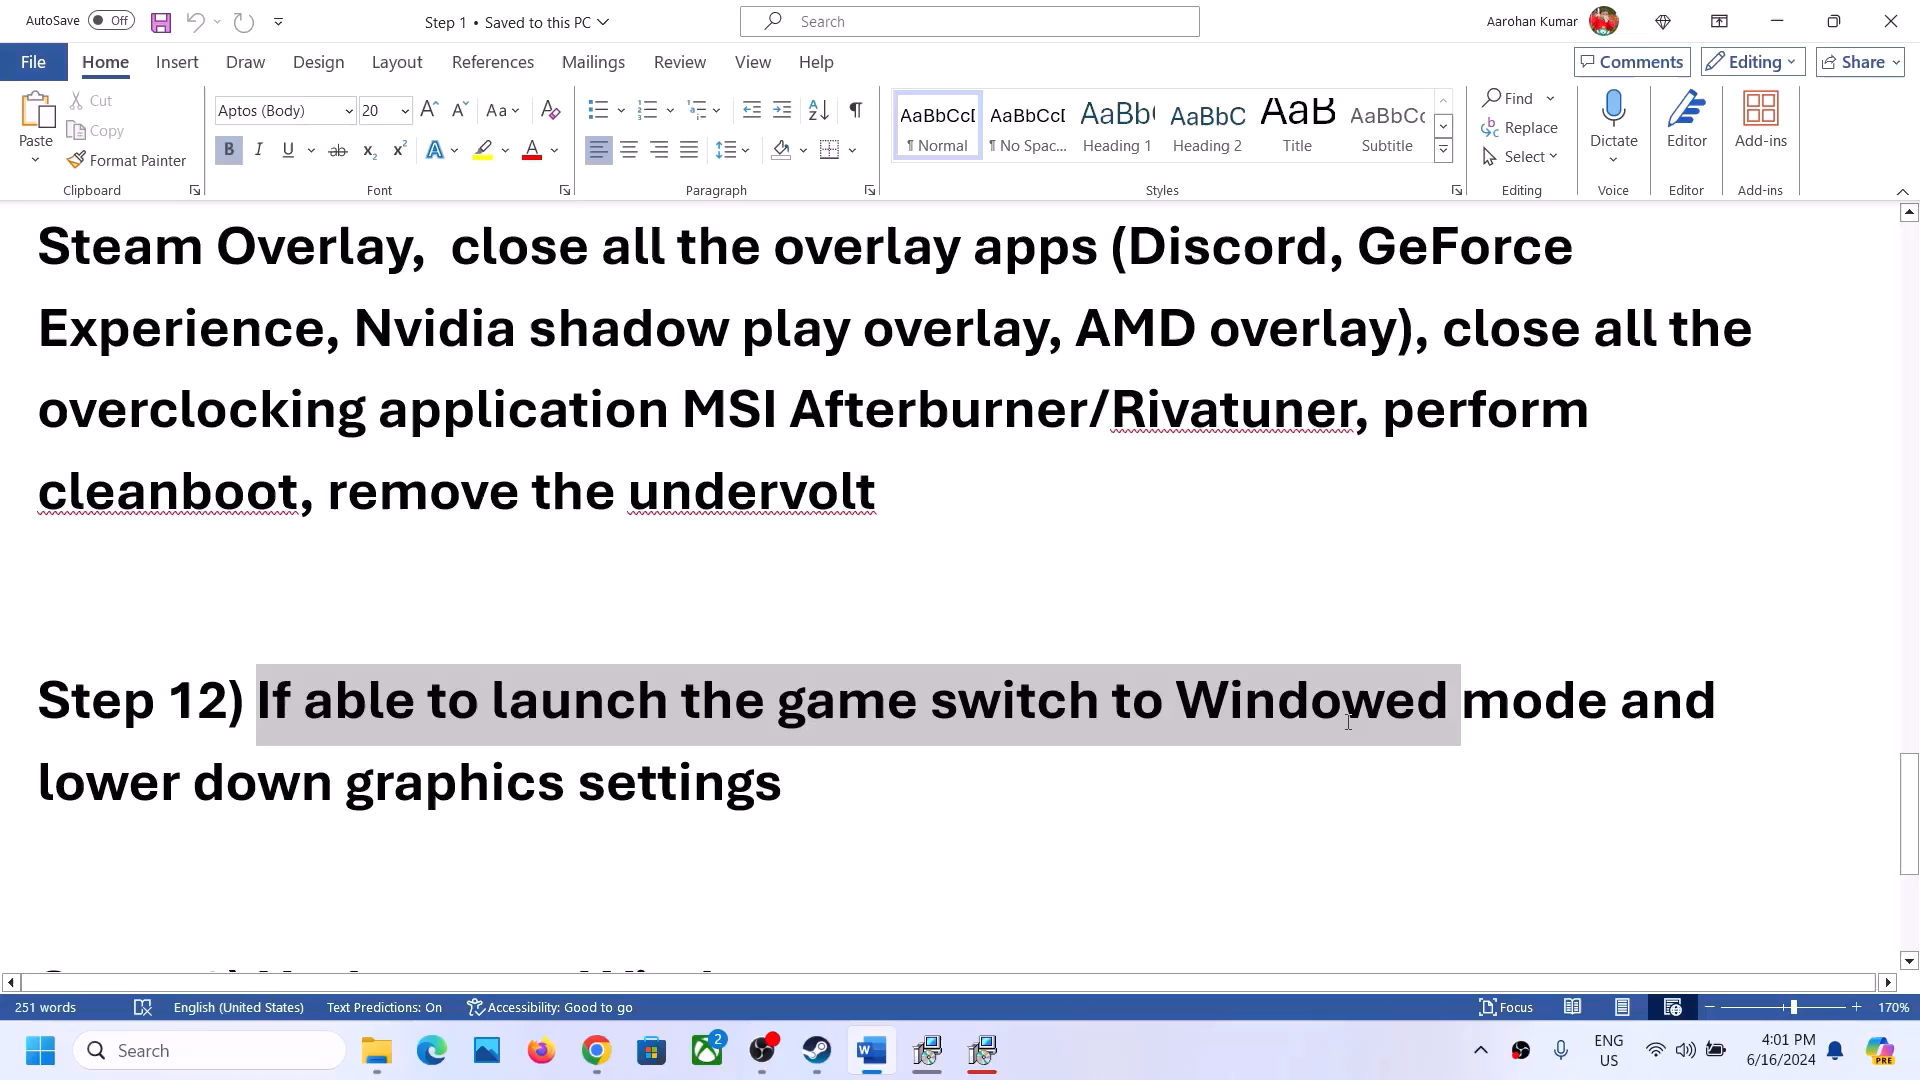 AutoSave Off Step 1 • Saved to this PC Search Aarohan Kumar
File Home Insert Draw Design Layout References Mailings Review View Help Comments Editing Share
Paste Cut Copy Format Painter Clipboard
Aptos (Body) 20 Aa Font
Paragraph
AaBbCcI AaBbCcI AaBb( AaBbC AaB AaBbCc
¶ Normal ¶ No Spac... Heading 1 Heading 2 Title Subtitle
Styles
Find Replace Select Editing
Dictate Voice
Editor Editor
Add-ins Add-ins
Steam Overlay, close all the overlay apps (Discord, GeForce
Experience, Nvidia shadow play overlay, AMD overlay), close all the
overclocking application MSI Afterburner/Rivatuner, perform
cleanboot, remove the undervolt
Step 12) If able to launch the game switch to Windowed mode and
lower down graphics settings
251 words English (United States) Text Predictions: On Accessibility: Good to go Focus 170%
Search 2 ENG US 4:01 PM 6/16/2024 PRE